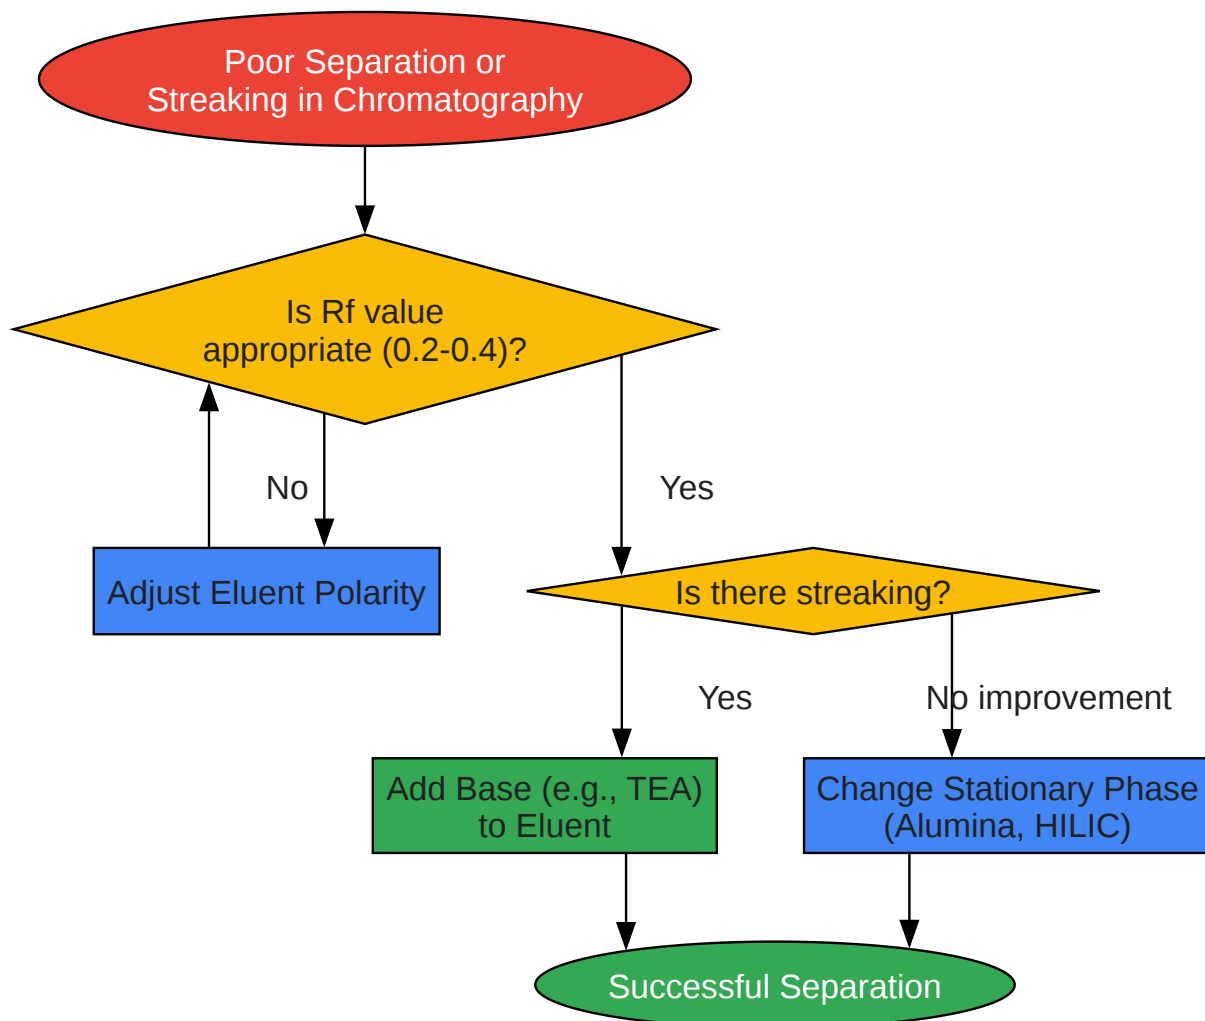 Poor Separation or
Streaking in Chromatography
Is Rf value
appropriate (0.2-0.4)?
No
Yes
Adjust Eluent Polarity
Is there streaking?
Yes
No improvement
Add Base (e.g., TEA)
to Eluent
Change Stationary Phase
(Alumina, HILIC)
Successful Separation